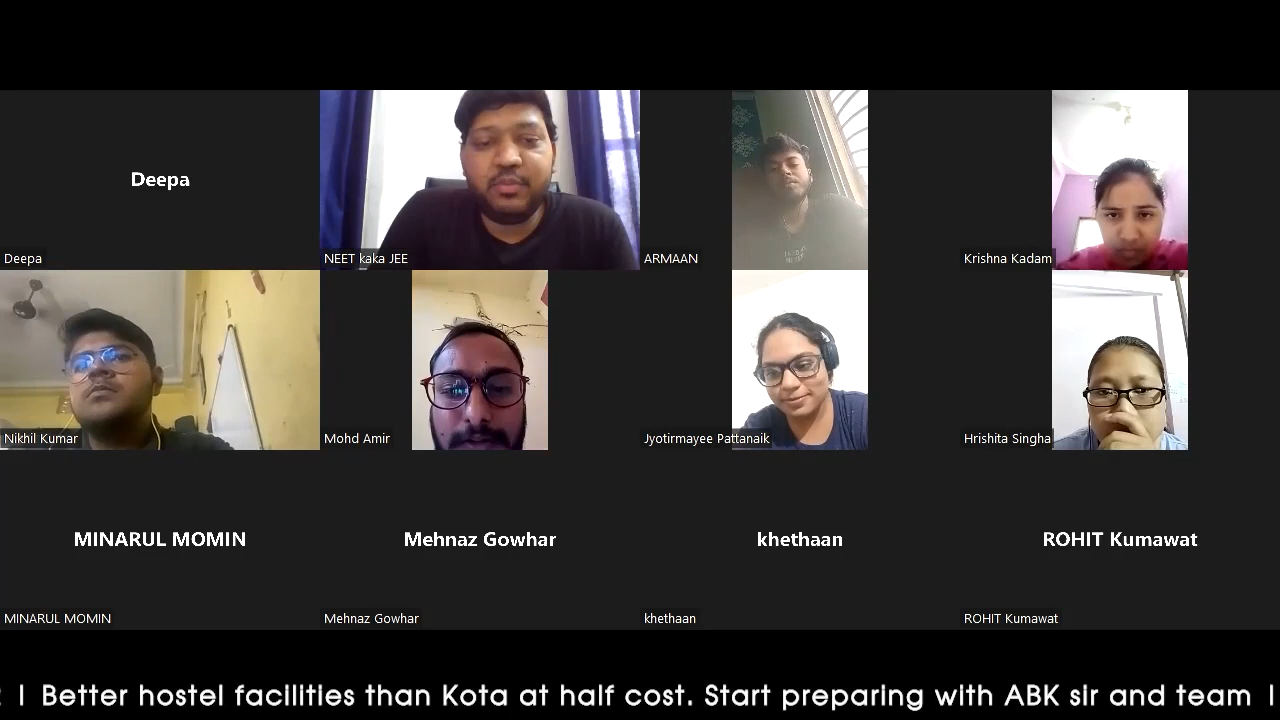 Deepa
Deepa
NEET kaka JEE
ARMAAN
Krishna Kadam
Nikhil Kumar
Mohd Amir
Jyotirmayee Pattanaik
Hrishita Singha
MINARUL MOMIN
Mehnaz Gowhar
khethaan
ROHIT Kumawat
MINARUL MOMIN
Mehnaz Gowhar
khethaan
ROHIT Kumawat
| Better hostel facilities than Kota at half cost. Start preparing with ABK sir and team |